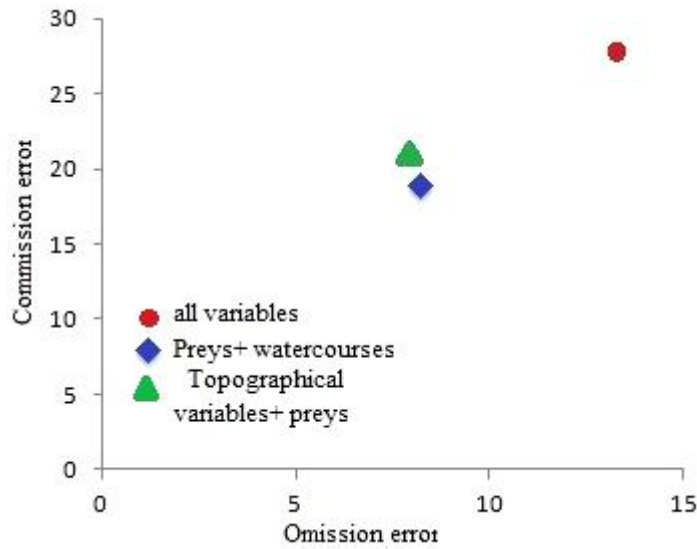 30
25
20
15
10
5
0
Commission error
all variables
Preys+ watercourses
Topographical
variables+ preys
0 5 10 15
Omission error